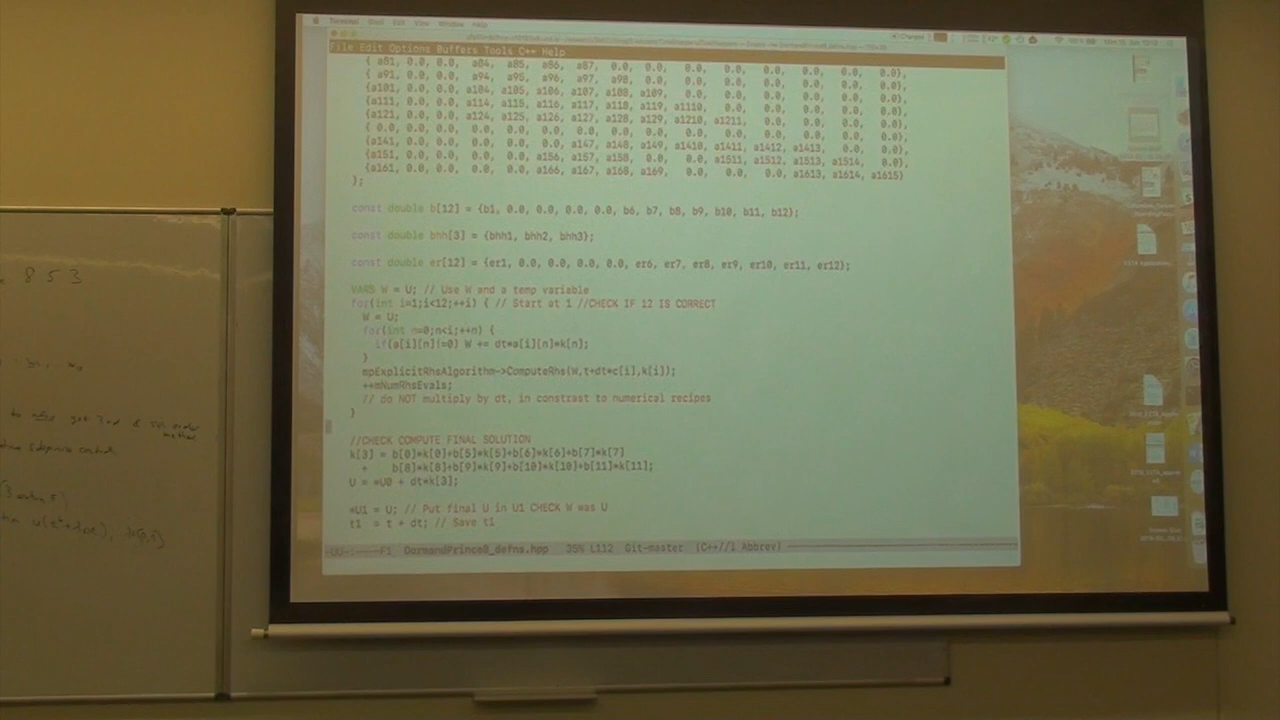 Terminal Shell Edit View Window Help
File Edit Options Buffers Tools C++ Help
{ a81, 0.0, 0.0, a84, a85, a86, a87, 0.0, 0.0, 0.0, 0.0, 0.0, 0.0, 0.0, 0.0},
{ a91, 0.0, 0.0, a94, a95, a96, a97, a98, 0.0, 0.0, 0.0, 0.0, 0.0, 0.0, 0.0},
{a101, 0.0, 0.0, a104, a105, a106, a107, a108, a109, 0.0, 0.0, 0.0, 0.0, 0.0, 0.0},
{a111, 0.0, 0.0, a114, a115, a116, a117, a118, a119, a1110, 0.0, 0.0, 0.0, 0.0, 0.0},
{a121, 0.0, 0.0, a124, a125, a126, a127, a128, a129, a1210, a1211, 0.0, 0.0, 0.0, 0.0},
{ 0.0, 0.0, 0.0, 0.0, 0.0, 0.0, 0.0, 0.0, 0.0, 0.0, 0.0, 0.0, 0.0, 0.0, 0.0},
{a141, 0.0, 0.0, 0.0, 0.0, 0.0, a147, a148, a149, a1410, a1411, a1412, a1413, 0.0, 0.0},
{a151, 0.0, 0.0, 0.0, 0.0, a156, a157, a158, 0.0, 0.0, a1511, a1512, a1513, a1514, 0.0},
{a161, 0.0, 0.0, 0.0, 0.0, a166, a167, a168, a169, 0.0, 0.0, 0.0, a1613, a1614, a1615}
};
const double b[12] = {b1, 0.0, 0.0, 0.0, 0.0, b6, b7, b8, b9, b10, b11, b12};
const double bhh[3] = {bhh1, bhh2, bhh3};
const double er[12] = {er1, 0.0, 0.0, 0.0, 0.0, er6, er7, er8, er9, er10, er11, er12};
VARS W = U; // Use W and a temp variable
for(int i=1;i<12;++i) { // Start at 1 //CHECK IF 12 IS CORRECT
W = U;
for(int n=0;n<i;++n) {
if(a[i][n]!=0) W += dt*a[i][n]*k[n];
}
mpExplicitRhsAlgorithm->ComputeRhs(W,t+dt*c[i],k[i]);
++mNumRhsEvals;
// do NOT multiply by dt, in constrast to numerical recipes
}
//CHECK COMPUTE FINAL SOLUTION
k[3] = b[0]*k[0]+b[5]*k[5]+b[6]*k[6]+b[7]*k[7]
+ b[8]*k[8]+b[9]*k[9]+b[10]*k[10]+b[11]*k[11];
U = *U0 + dt*k[3];
*U1 = U; // Put final U in U1 CHECK W was U
t1 = t + dt; // Save t1
-UU-:----F1 DormandPrince8_defns.hpp 35% L112 Git-master (C++//l Abbrev)
8 5 3